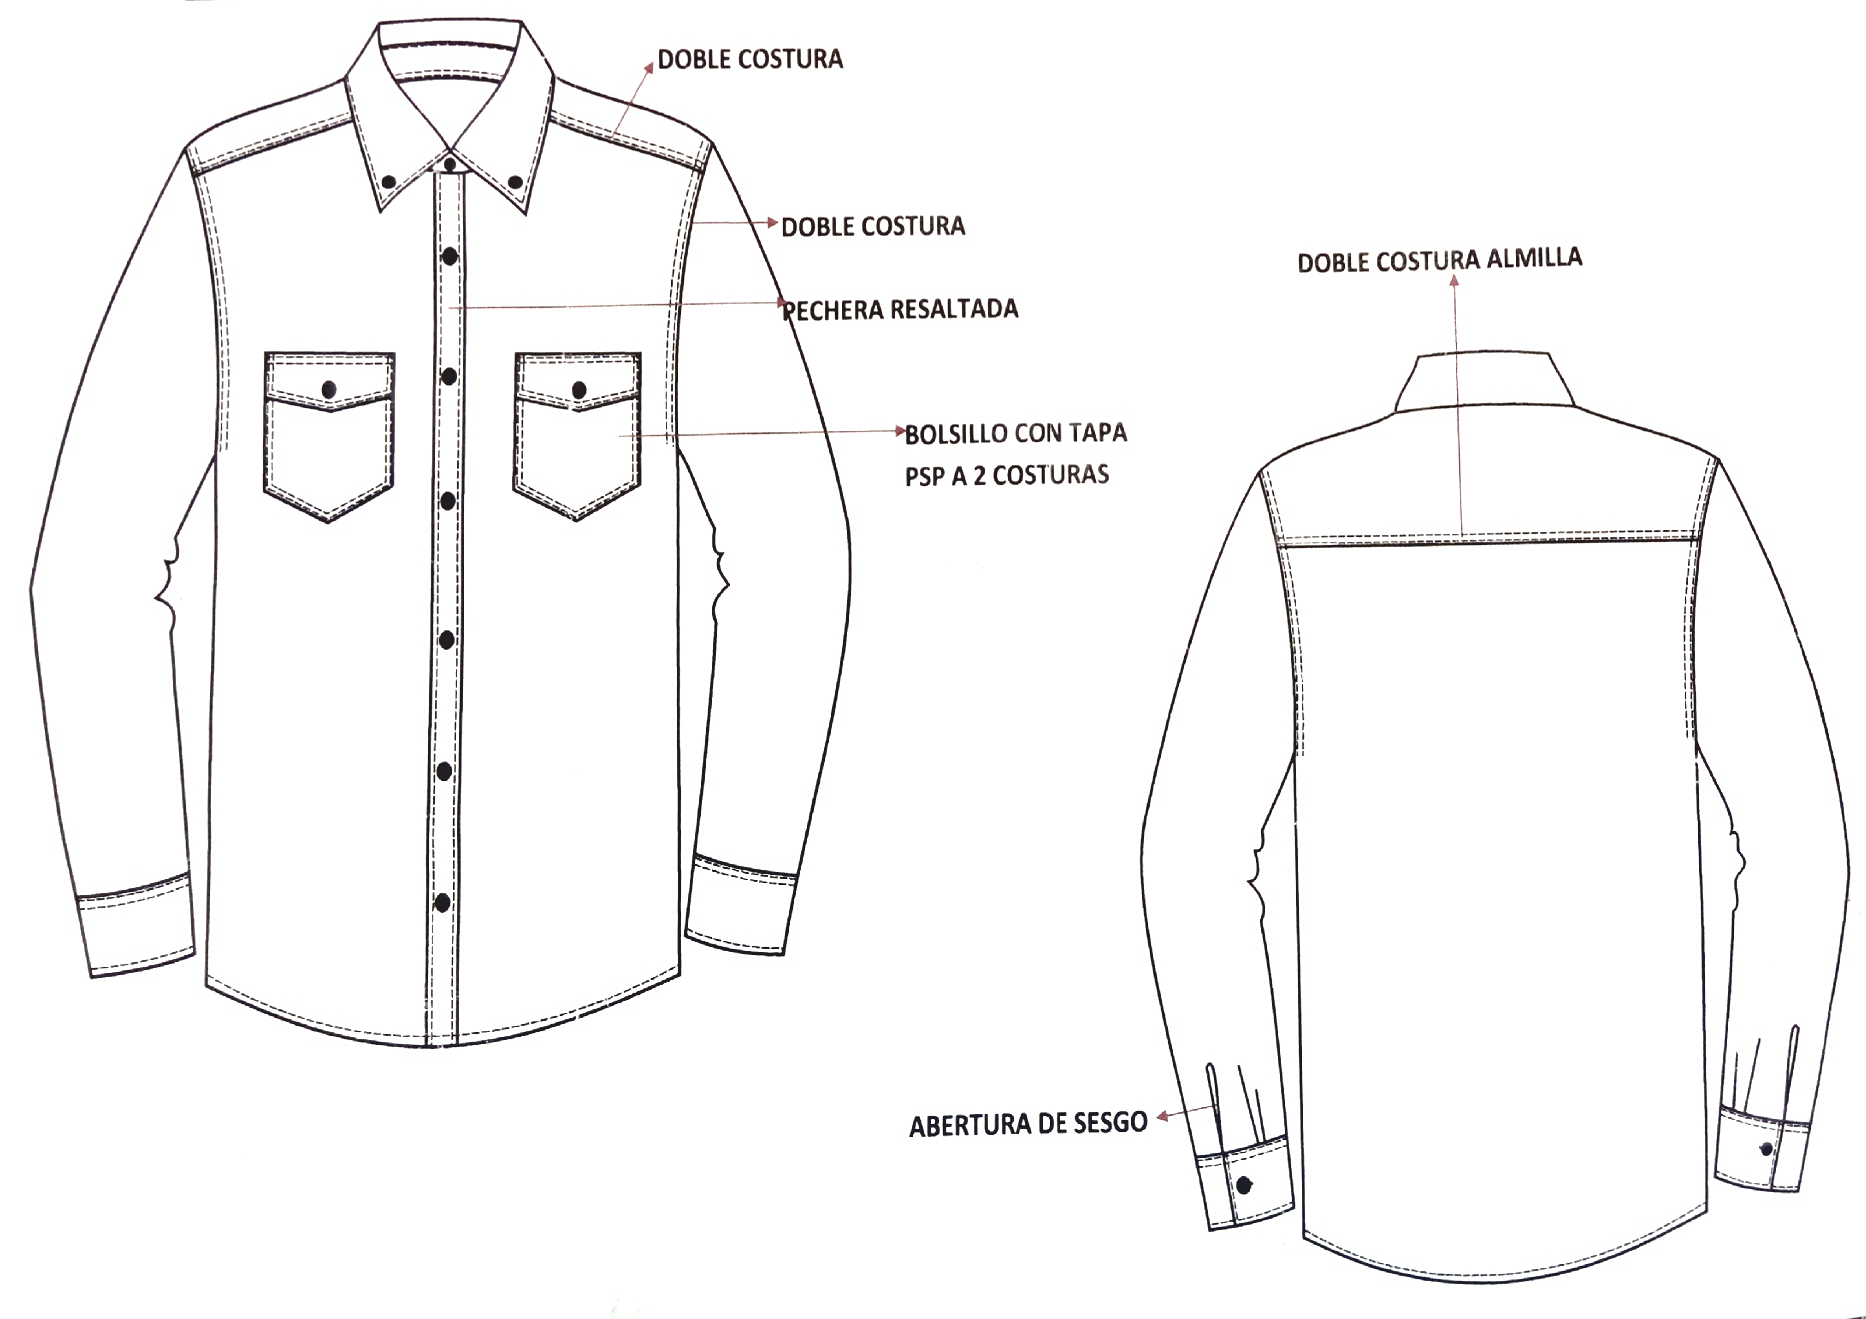 DOBLE COSTURA
DOBLE COSTURA
PECHERA RESALTADA
BOLSILLO CON TAPA
PSP A 2 COSTURAS
DOBLE COSTURA ALMILLA
ABERTURA DE SESGO